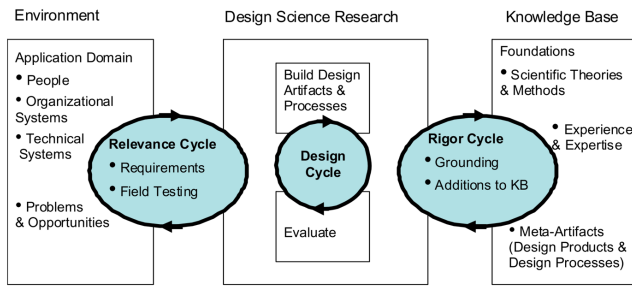 Environment
Design Science Research
Knowledge Base
Application Domain
• People
• Organizational
Systems
• Technical
Systems
• Problems
& Opportunities
Relevance Cycle
• Requirements
• Field Testing
Build Design
Artifacts &
Processes
Design
Cycle
Evaluate
Rigor Cycle
• Grounding
• Additions to KB
Foundations
• Scientific Theories
& Methods
• Experience
& Expertise
• Meta-Artifacts
(Design Products &
Design Processes)